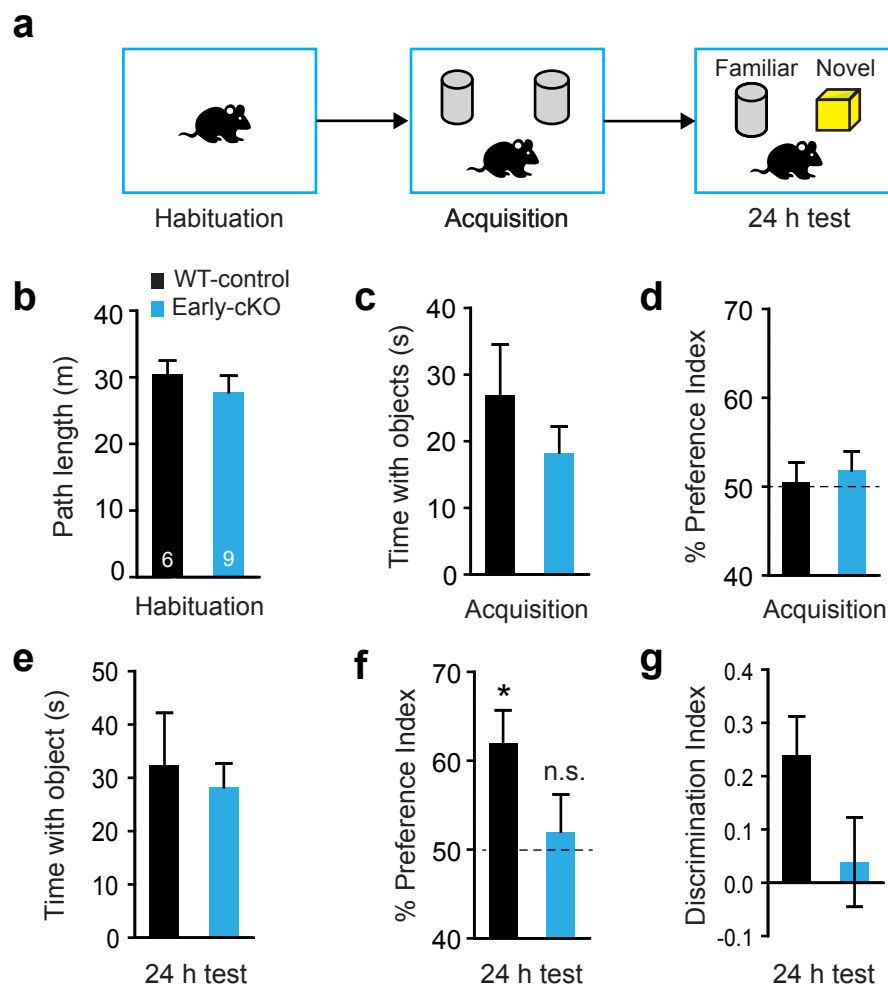 a
Familiar Novel
Habituation
Acquisition
24 h test
b
WT-control
Early-cKO
40
30
20
10
0
Path length (m)
6 9
Habituation
c
40
30
20
10
0
Time with objects (s)
Acquisition
d
70
60
50
40
% Preference Index
Acquisition
e
50
40
30
20
10
0
Time with object (s)
24 h test
f
70
60
50
40
% Preference Index
*
n.s.
24 h test
g
0.4
0.3
0.2
0.1
0.0
-0.1
Discrimination Index
24 h test